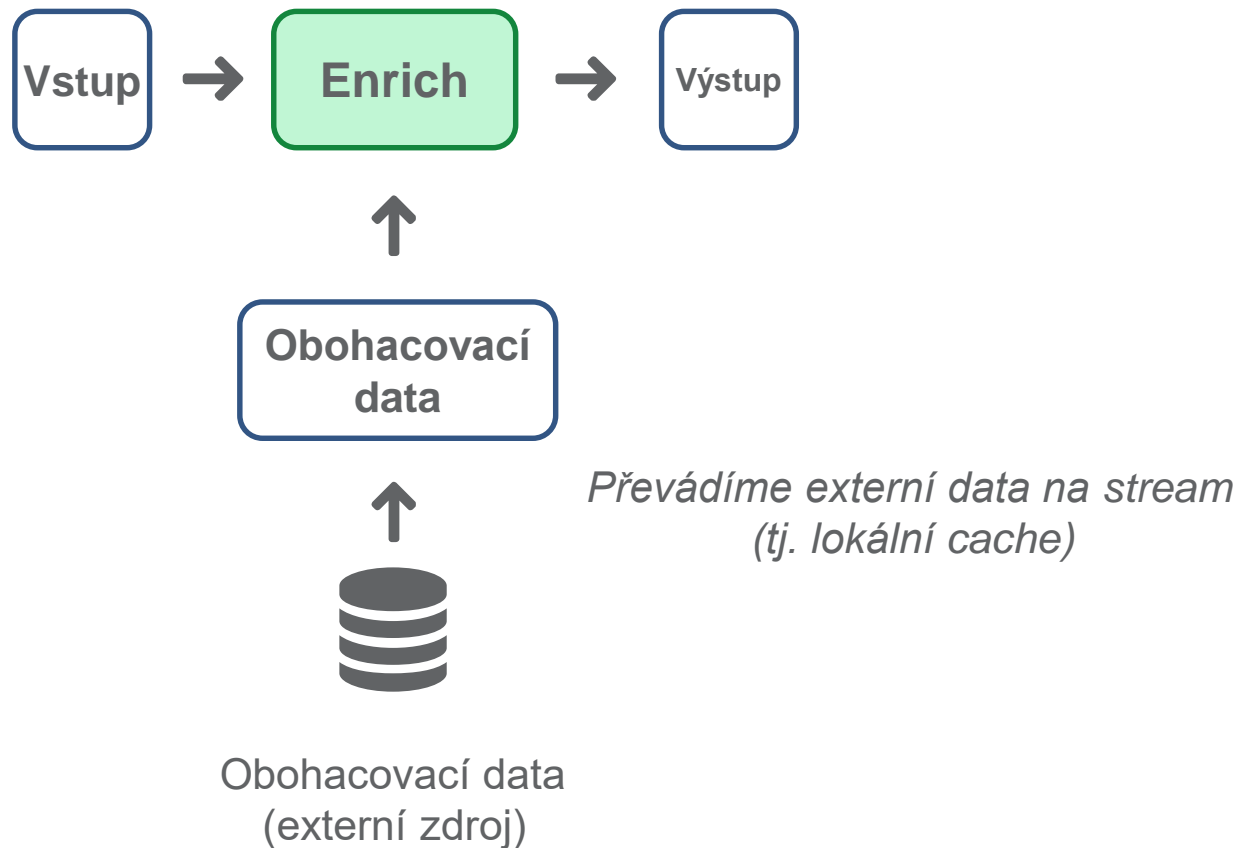 Vstup
Enrich
Výstup
Obohacovací
data
Převádíme externí data na stream
(tj. lokální cache)
Obohacovací data
(externí zdroj)